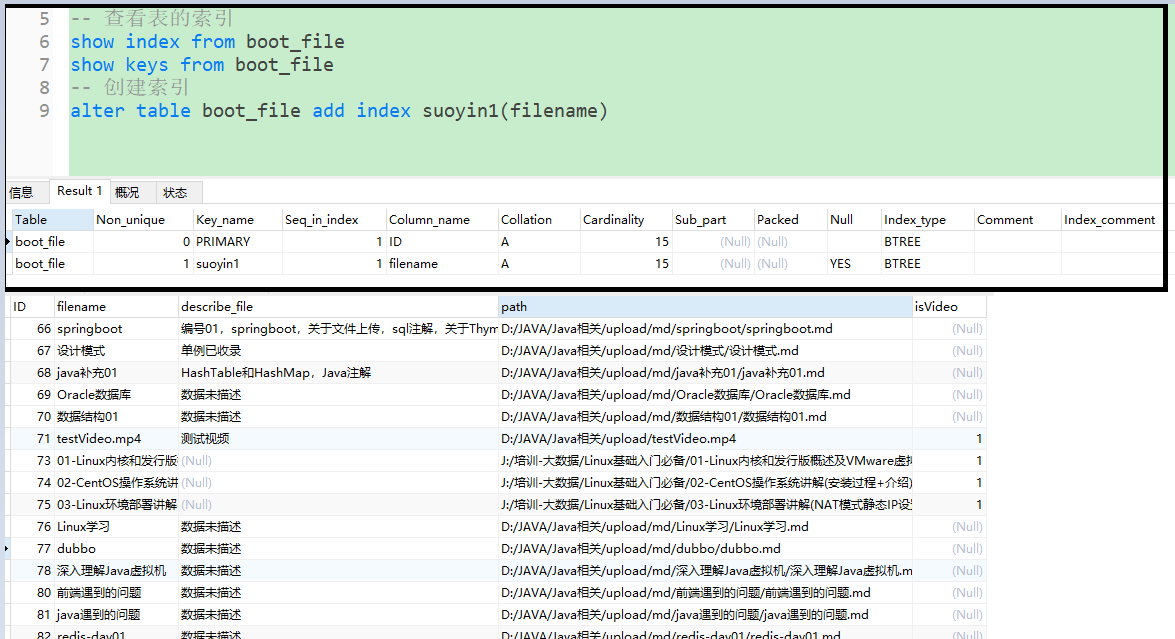 5 -- 查看表的索引
6 show index from boot_file
7 show keys from boot_file
8 -- 创建索引
9 alter table boot_file add index suoyin1(filename)
信息 Result 1 概况 状态
Table Non_unique Key_name Seq_in_index Column_name Collation Cardinality Sub_part Packed Null Index_type Comment Index_comment
boot_file 0 PRIMARY 1 ID A 15 (Null) (Null) BTREE
boot_file 1 suoyin1 1 filename A 15 (Null) (Null) YES BTREE
ID filename describe_file path isVideo
66 springboot 编号01，springboot，关于文件上传，sql注解，关于Thym D:/JAVA/Java相关/upload/md/springboot/springboot.md (Null)
67 设计模式 单例已收录 D:/JAVA/Java相关/upload/md/设计模式/设计模式.md (Null)
68 java补充01 HashTable和HashMap，Java注解 D:/JAVA/Java相关/upload/md/java补充01/java补充01.md (Null)
69 Oracle数据库 数据未描述 D:/JAVA/Java相关/upload/md/Oracle数据库/Oracle数据库.md (Null)
70 数据结构01 数据未描述 D:/JAVA/Java相关/upload/md/数据结构01/数据结构01.md (Null)
71 testVideo.mp4 测试视频 D:/JAVA/Java相关/upload/testVideo.mp4 1
73 01-Linux内核和发行版 (Null) J:/培训-大数据/Linux基础入门必备/01-Linux内核和发行版概述及VMware虚拟 1
74 02-CentOS操作系统讲 (Null) J:/培训-大数据/Linux基础入门必备/02-CentOS操作系统讲解(安装过程+介绍) 1
75 03-Linux环境部署讲解 (Null) J:/培训-大数据/Linux基础入门必备/03-Linux环境部署讲解(NAT模式静态IP设 1
76 Linux学习 数据未描述 D:/JAVA/Java相关/upload/md/Linux学习/Linux学习.md (Null)
77 dubbo 数据未描述 D:/JAVA/Java相关/upload/md/dubbo/dubbo.md (Null)
78 深入理解Java虚拟机 数据未描述 D:/JAVA/Java相关/upload/md/深入理解Java虚拟机/深入理解Java虚拟机.m (Null)
80 前端遇到的问题 数据未描述 D:/JAVA/Java相关/upload/md/前端遇到的问题/前端遇到的问题.md (Null)
81 java遇到的问题 数据未描述 D:/JAVA/Java相关/upload/md/java遇到的问题/java遇到的问题.md (Null)
82 redis-day01 数据未描述 D:/JAVA/Java相关/upload/md/redis-day01/redis-day01.md (Null)